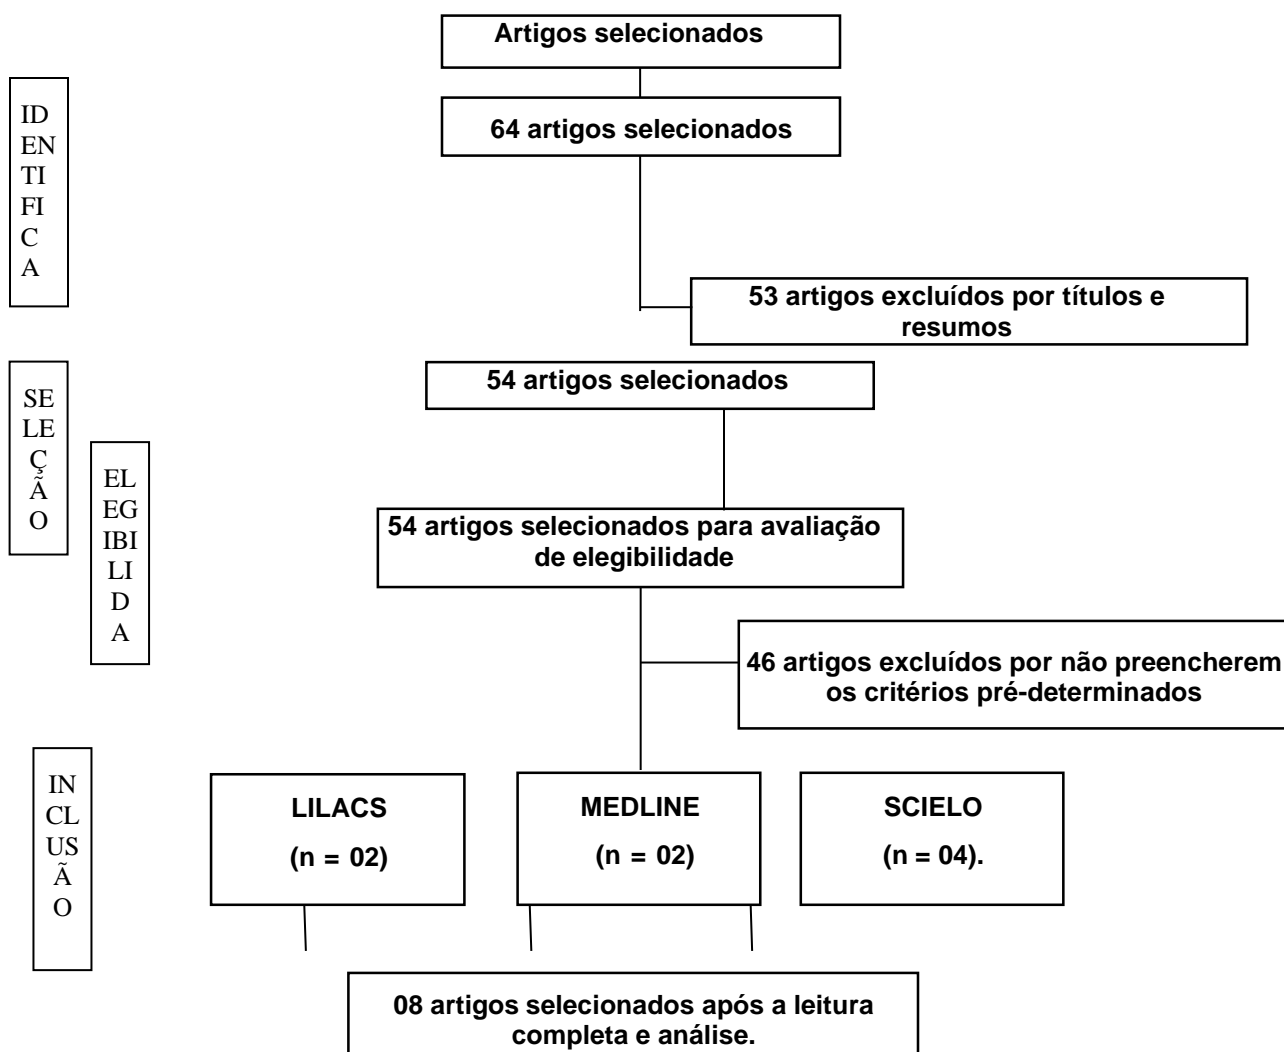 Artigos selecionados
ID
EN
TI
FI
C
A
64 artigos selecionados
53 artigos excluídos por títulos e
resumos
SE
LE
Ç
Ã
O
54 artigos selecionados
EL
EG
IBI
LI
D
A
54 artigos selecionados para avaliação
de elegibilidade
46 artigos excluídos por não preencherem
os critérios pré-determinados
IN
CL
US
Ã
O
LILACS
(n = 02)
MEDLINE
(n = 02)
SCIELO
(n = 04).
08 artigos selecionados após a leitura
completa e análise.